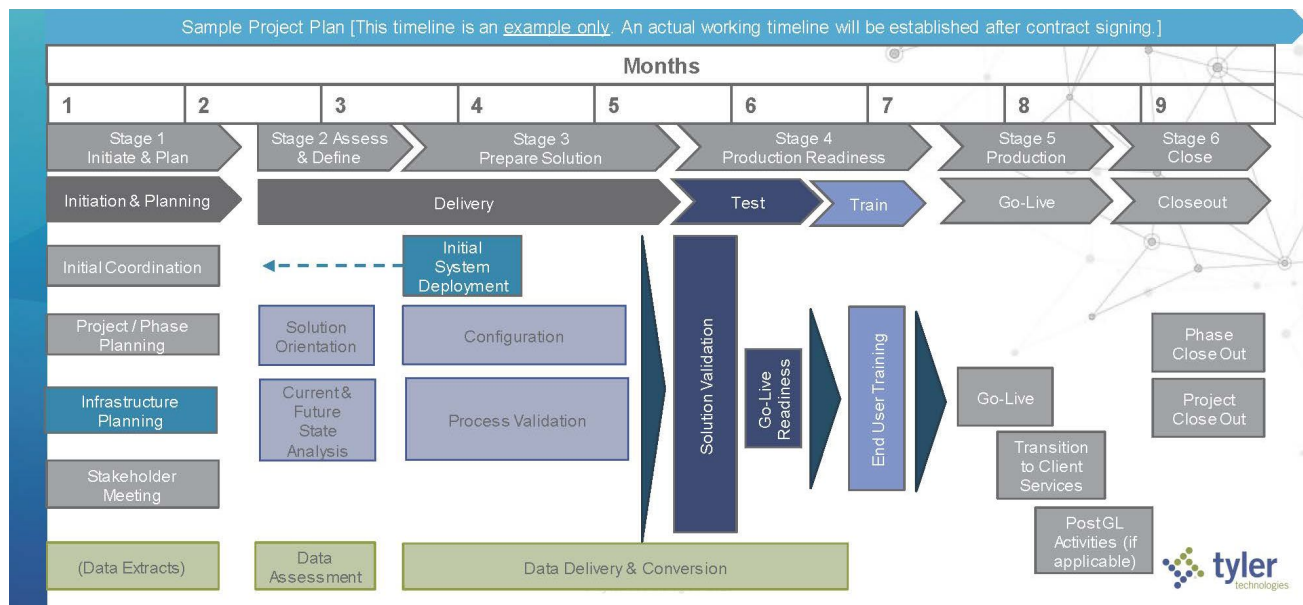 Sample Project Plan [This timeline is an example only. An actual working timeline will be established after contract signing.]
Months
1 2 3 4 5 6 7 8 9
Stage 1
Initiate & Plan
Stage 2 Assess
& Define
Stage 3
Prepare Solution
Stage 4
Production Readiness
Stage 5
Production
Stage 6
Close
Initiation & Planning
Delivery
Test
Train
Go-Live
Closeout
Initial Coordination
Initial
System
Deployment
Project / Phase
Planning
Solution
Orientation
Configuration
Infrastructure
Planning
Current &
Future
State
Analysis
Process Validation
Stakeholder
Meeting
Solution Validation
Go-Live
Readiness
End User Training
Go-Live
Transition
to Client
Services
Post GL
Activities (if
applicable)
Phase
Close Out
Project
Close Out
(Data Extracts)
Data
Assessment
Data Delivery & Conversion
tyler
technologies